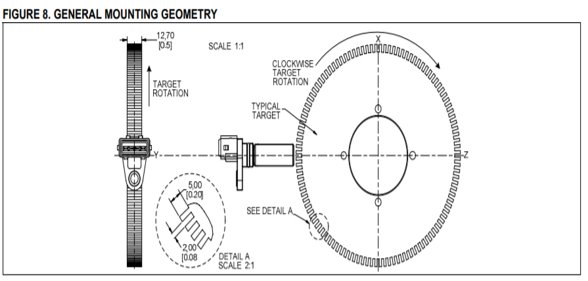 FIGURE 8. GENERAL MOUNTING GEOMETRY
12,70
[0.5]
SCALE 1:1
CLOCKWISE
TARGET
ROTATION
X
TARGET
ROTATION
TYPICAL
TARGET
Y
Z
5,00
[0.20]
SEE DETAIL A
2,00
[0.08
DETAIL A
SCALE 2:1